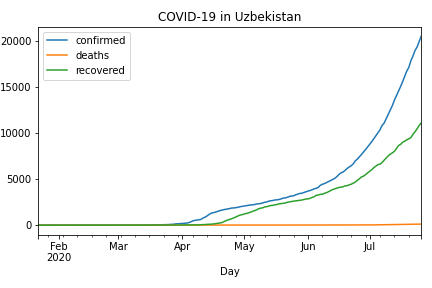 COVID-19 in Uzbekistan
confirmed
deaths
recovered
20000
15000
10000
5000
0
Feb Mar Apr May Jun Jul
2020
Day